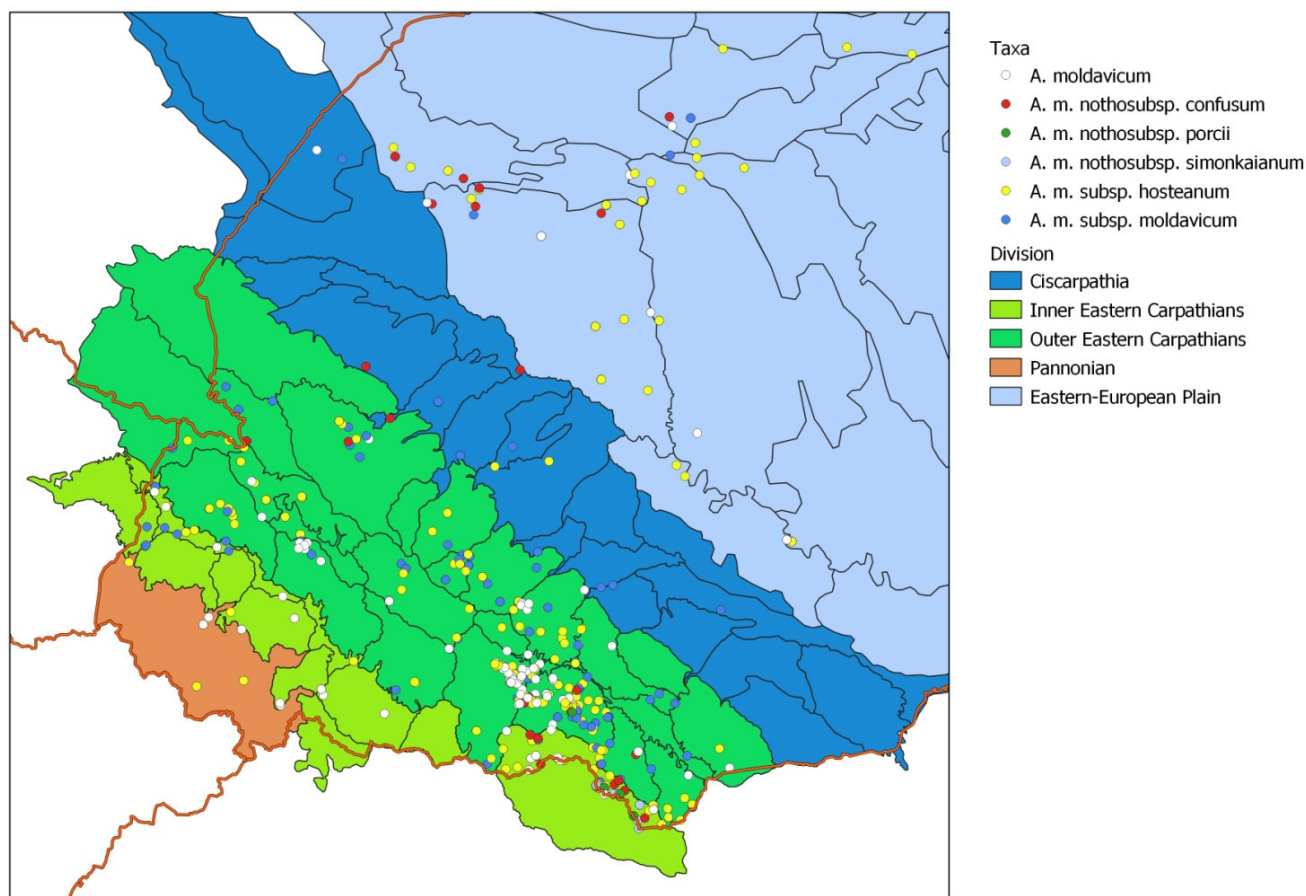 Taxa
A. moldavicum
A. m. nothosubsp. confusum
A. m. nothosubsp. porcii
A. m. nothosubsp. simonkaianum
A. m. subsp. hosteanum
A. m. subsp. moldavicum
Division
Ciscarpathia
Inner Eastern Carpathians
Outer Eastern Carpathians
Pannonian
Eastern-European Plain